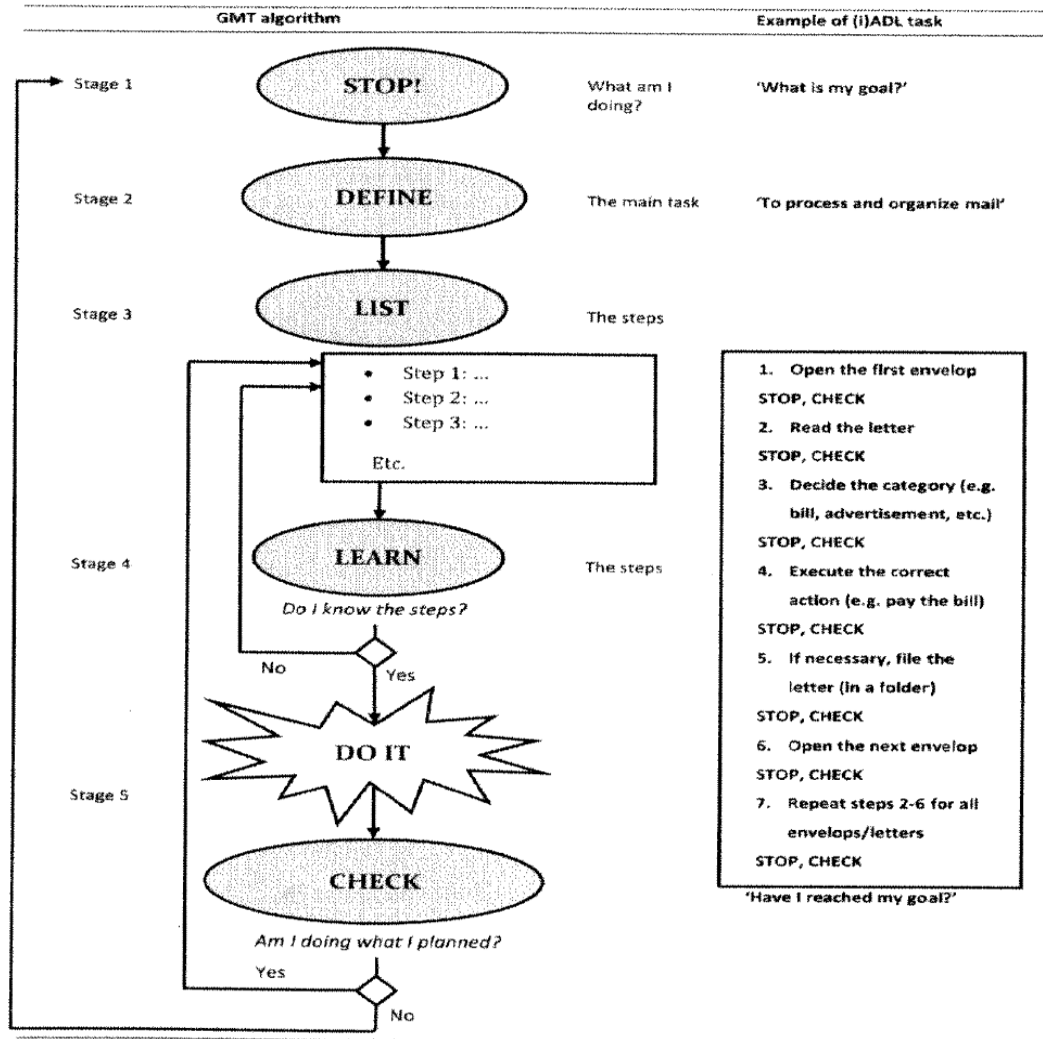 GMT algorithm Example of (i)ADL task
Stage 1 STOP! What am I doing? 'What is my goal?'
Stage 2 DEFINE The main task 'To process and organize mail'
Stage 3 LIST The steps
• Step 1: ...
• Step 2: ...
• Step 3: ...
Etc.
Stage 4 LEARN The steps
Do I know the steps?
No
Yes
DO IT
Stage 5
CHECK
Am I doing what I planned?
Yes
No
1. Open the first envelop
STOP, CHECK
2. Read the letter
STOP, CHECK
3. Decide the category (e.g.
bill, advertisement, etc.)
STOP, CHECK
4. Execute the correct
action (e.g. pay the bill)
STOP, CHECK
5. If necessary, file the
letter (in a folder)
STOP, CHECK
6. Open the next envelop
STOP, CHECK
7. Repeat steps 2-6 for all
envelops/letters
STOP, CHECK
'Have I reached my goal?'